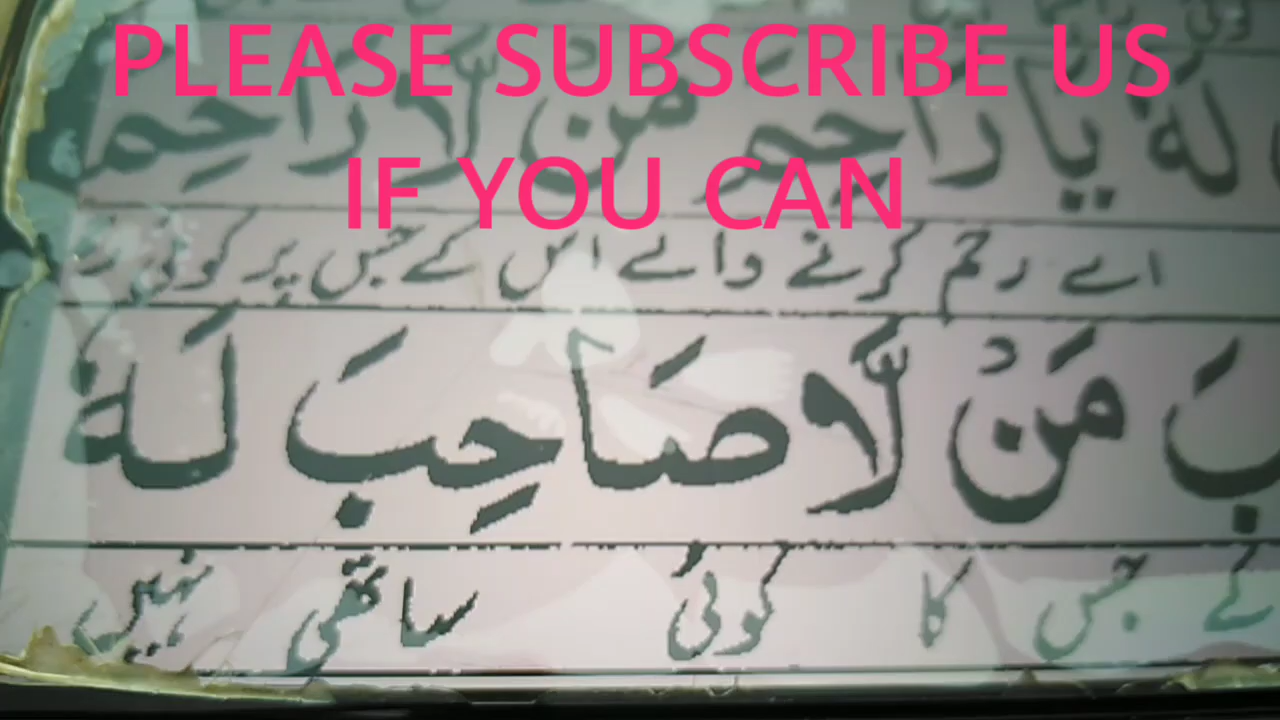 PLEASE SUBSCRIBE US
IF YOU CAN
لَهٗ يَا رَاحِمَ مَنْ لَّا رَاحِمَ
اے رحم کرنے والے اس کے جس پر کوئی
بَ مَنْ لَّا صَاحِبَ لَهٗ
کے جس کا کوئی ساتھی نہیں